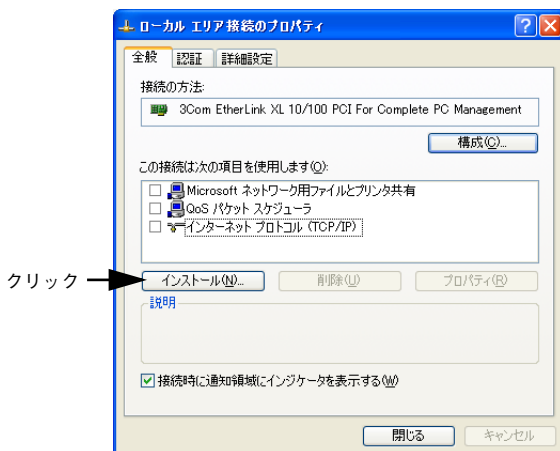 ローカル エリア接続のプロパティ
全般 認証 詳細設定
接続の方法:
3Com EtherLink XL 10/100 PCI For Complete PC Management
構成(C)...
この接続は次の項目を使用します(O):
Microsoft ネットワーク用ファイルとプリンタ共有
QoS パケット スケジューラ
インターネット プロトコル (TCP/IP)
クリック
インストール(N)... 削除(U) プロパティ(R)
説明
接続時に通知領域にインジケータを表示する(W)
閉じる キャンセル